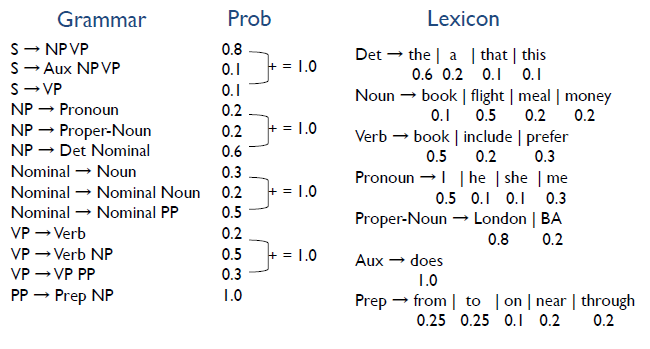 Grammar Prob
S → NP VP 0.8
S → Aux NP VP 0.1 + = 1.0
S → VP 0.1
NP → Pronoun 0.2
NP → Proper-Noun 0.2 + = 1.0
NP → Det Nominal 0.6
Nominal → Noun 0.3
Nominal → Nominal Noun 0.2 + = 1.0
Nominal → Nominal PP 0.5
VP → Verb 0.2
VP → Verb NP 0.5 + = 1.0
VP → VP PP 0.3
PP → Prep NP 1.0
Lexicon
Det → the | a | that | this
0.6 0.2 0.1 0.1
Noun → book | flight | meal | money
0.1 0.5 0.2 0.2
Verb → book | include | prefer
0.5 0.2 0.3
Pronoun → I | he | she | me
0.5 0.1 0.1 0.3
Proper-Noun → London | BA
0.8 0.2
Aux → does
1.0
Prep → from | to | on | near | through
0.25 0.25 0.1 0.2 0.2